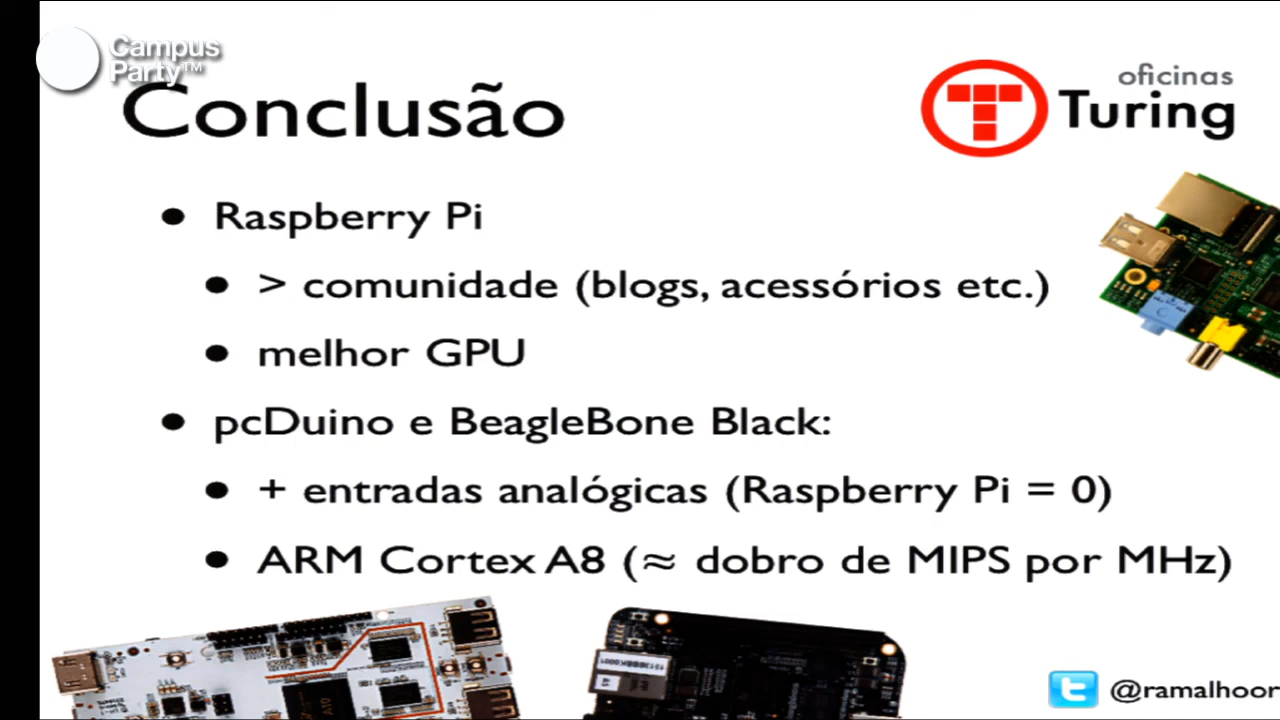 Campus
Party™
Conclusão
oficinas
Turing
• Raspberry Pi
• > comunidade (blogs, acessórios etc.)
• melhor GPU
• pcDuino e BeagleBone Black:
• + entradas analógicas (Raspberry Pi = 0)
• ARM Cortex A8 (≈ dobro de MIPS por MHz)
A10
@ramalhoor